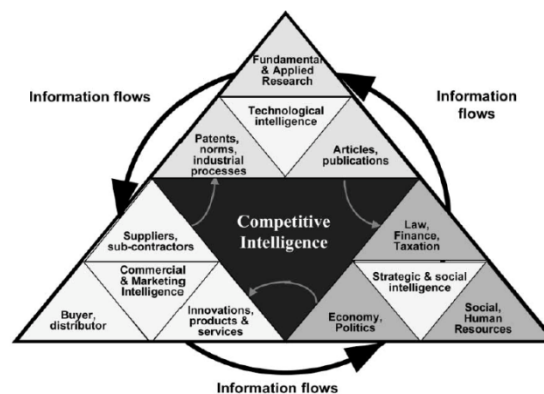 Fundamental
& Applied
Research
Information flows
Information
flows
Technological
intelligence
Patents,
norms,
industrial
processes
Articles,
publications
Competitive
Intelligence
Suppliers,
sub-contractors
Law,
Finance,
Taxation
Commercial
& Marketing
Intelligence
Strategic & social
intelligence
Buyer,
distributor
Innovations,
products &
services
Economy,
Politics
Social,
Human
Resources
Information flows